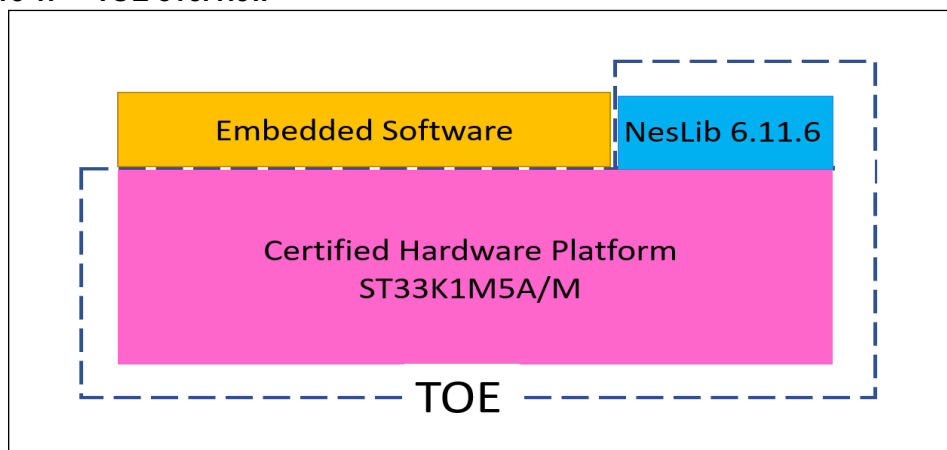 Embedded Software
NesLib 6.11.6
Certified Hardware Platform
ST33K1M5A/M
TOE